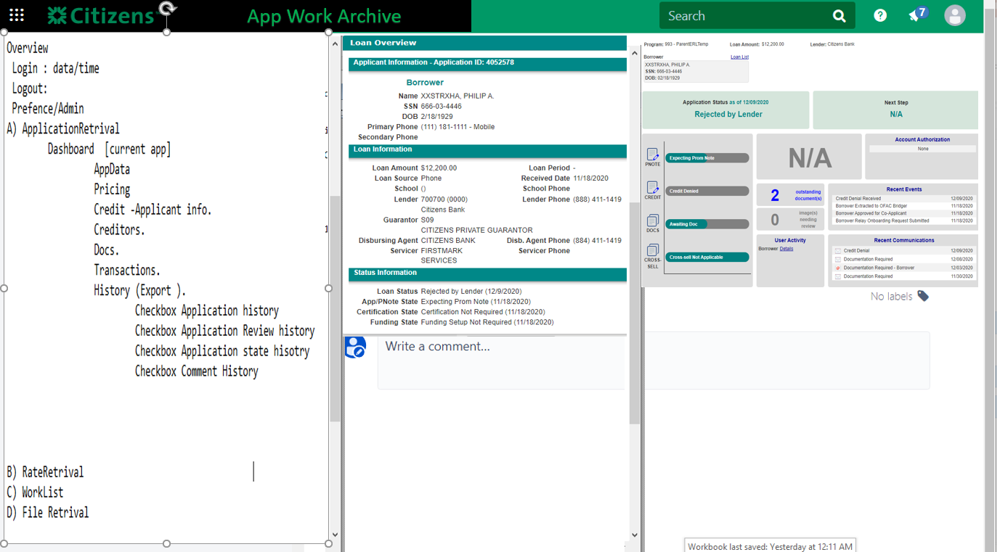 Citizens
App Work Archive
Search
7
Overview
Login : data/time
Logout:
Prefence/Admin
A) ApplicationRetrival
Dashboard [current app]
AppData
Pricing
Credit -Applicant info.
Creditors.
Docs.
Transactions.
History (Export ).
Checkbox Application history
Checkbox Application Review history
Checkbox Application state hisotry
Checkbox Comment History
B) RateRetrival
C) WorkList
D) File Retrival
Loan Overview
Applicant Information - Application ID: 4052578
Borrower
Name XXSTRXHA, PHILIP A.
SSN 666-03-4446
DOB 2/18/1929
Primary Phone (111) 181-1111 - Mobile
Secondary Phone
Loan Information
Loan Amount $12,200.00 Loan Period -
Loan Source Phone Received Date 11/18/2020
School () School Phone
Lender 700700 (0000) Lender Phone (888) 411-1419
Citizens Bank
Guarantor S09
CITIZENS PRIVATE GUARANTOR
Disbursing Agent CITIZENS BANK Disb. Agent Phone (884) 411-1419
Servicer FIRSTMARK Servicer Phone
SERVICES
Status Information
Loan Status Rejected by Lender (12/9/2020)
App/PNote State Expecting Prom Note (11/18/2020)
Certification State Certification Not Required (11/18/2020)
Funding State Funding Setup Not Required (11/18/2020)
Write a comment...
Program: 993 - ParentERLTemp Loan Amount: $12,200.00 Lender: Citizens Bank
Borrower Loan List
XXSTRXHA, PHILIP A.
SSN: 666-03-4446
DOB: 02/18/1929
Application Status as of 12/09/2020
Rejected by Lender
Next Step
N/A
PNOTE
Expecting Prom Note
CREDIT
Credit Denied
DOCS
Awaiting Doc
CROSS-
SELL
Cross-sell Not Applicable
N/A
Account Authorization
None
2 outstanding
document(s)
0 image(s)
needing
review
Recent Events
Credit Denial Received 12/09/2020
Borrower Extracted to OFAC Bridger 11/18/2020
Borrower Approved for Co-Applicant 11/18/2020
Borrower Relay Onboarding Request Submitted 11/18/2020
User Activity
Borrower Details
Recent Communications
Credit Denial 12/09/2020
Documentation Required 12/08/2020
Documentation Required - Borrower 12/03/2020
Documentation Required 11/30/2020
No labels
Workbook last saved: Yesterday at 12:11 AM